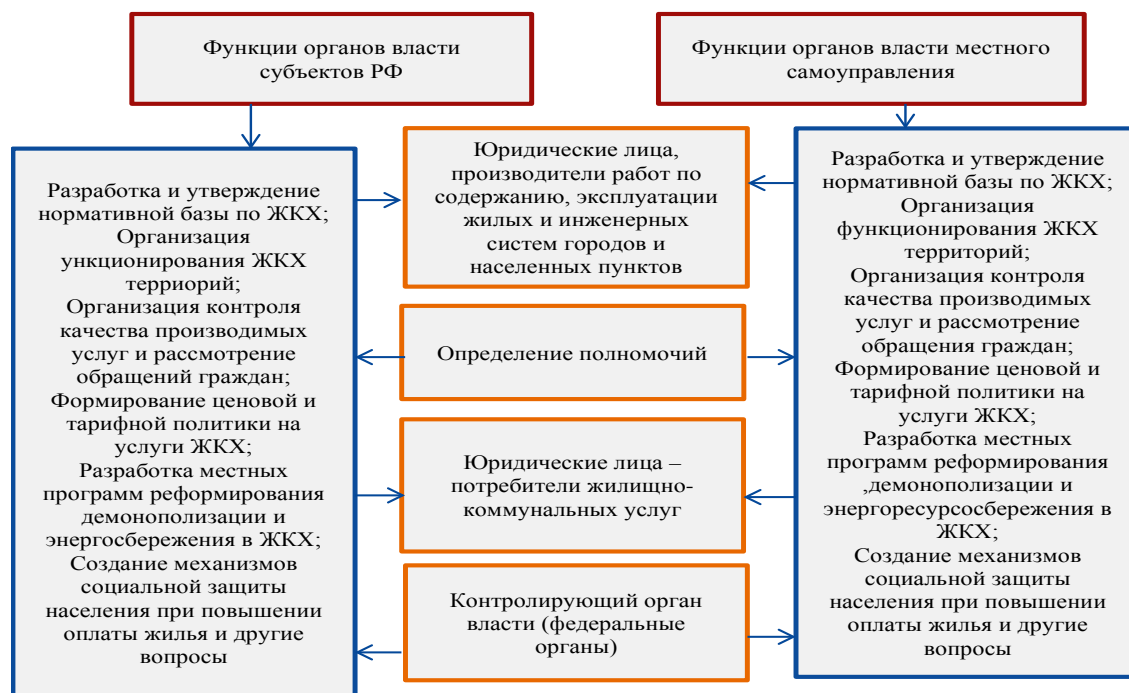 Функции органов власти
субъектов РФ
Функции органов власти местного
самоуправления
Разработка и утверждение
нормативной базы по ЖКХ;
Организация
ункционирования ЖКХ
терриорий;
Организация контроля
качества производимых
услуг и рассмотрение
обращений граждан;
Формирование ценовой и
тарифной политики на
услуги ЖКХ;
Разработка местных
программ реформирования
,демонополизации и
энергосбережения в ЖКХ;
Создание механизмов
социальной защиты
населения при повышении
оплаты жилья и другие
вопросы
Юридические лица,
производители работ по
содержанию, эксплуатации
жилых и инженерных
систем городов и
населенных пунктов
Определение полномочий
Юридические лица –
потребители жилищно-
коммунальных услуг
Контролирующий орган
власти (федеральные
органы)
Разработка и утверждение
нормативной базы по ЖКХ;
Организация
функционирования ЖКХ
территорий;
Организация контроля
качества производимых
услуг и рассмотрение
обращения граждан;
Формирование ценовой и
тарифной политики на
услуги ЖКХ;
Разработка местных
программ реформирования
,демонополизации и
энергоресурсосбережения в
ЖКХ;
Создание механизмов
социальной защиты
населения при повышении
оплаты жилья и другие
вопросы